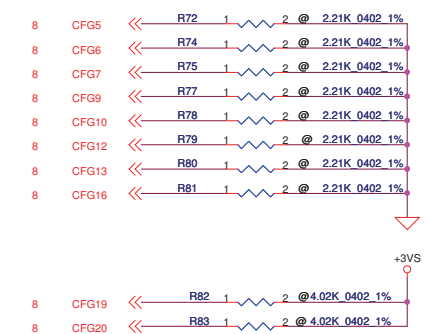 8 CFG5 R72 1 2 @ 2.21K_0402_1%
8 CFG6 R74 1 2 @ 2.21K_0402_1%
8 CFG7 R75 1 2 @ 2.21K_0402_1%
8 CFG9 R77 1 2 @ 2.21K_0402_1%
8 CFG10 R78 1 2 @ 2.21K_0402_1%
8 CFG12 R79 1 2 @ 2.21K_0402_1%
8 CFG13 R80 1 2 @ 2.21K_0402_1%
8 CFG16 R81 1 2 @ 2.21K_0402_1%
+3VS
8 CFG19 R82 1 2 @4.02K_0402_1%
8 CFG20 R83 1 2 @ 4.02K_0402_1%